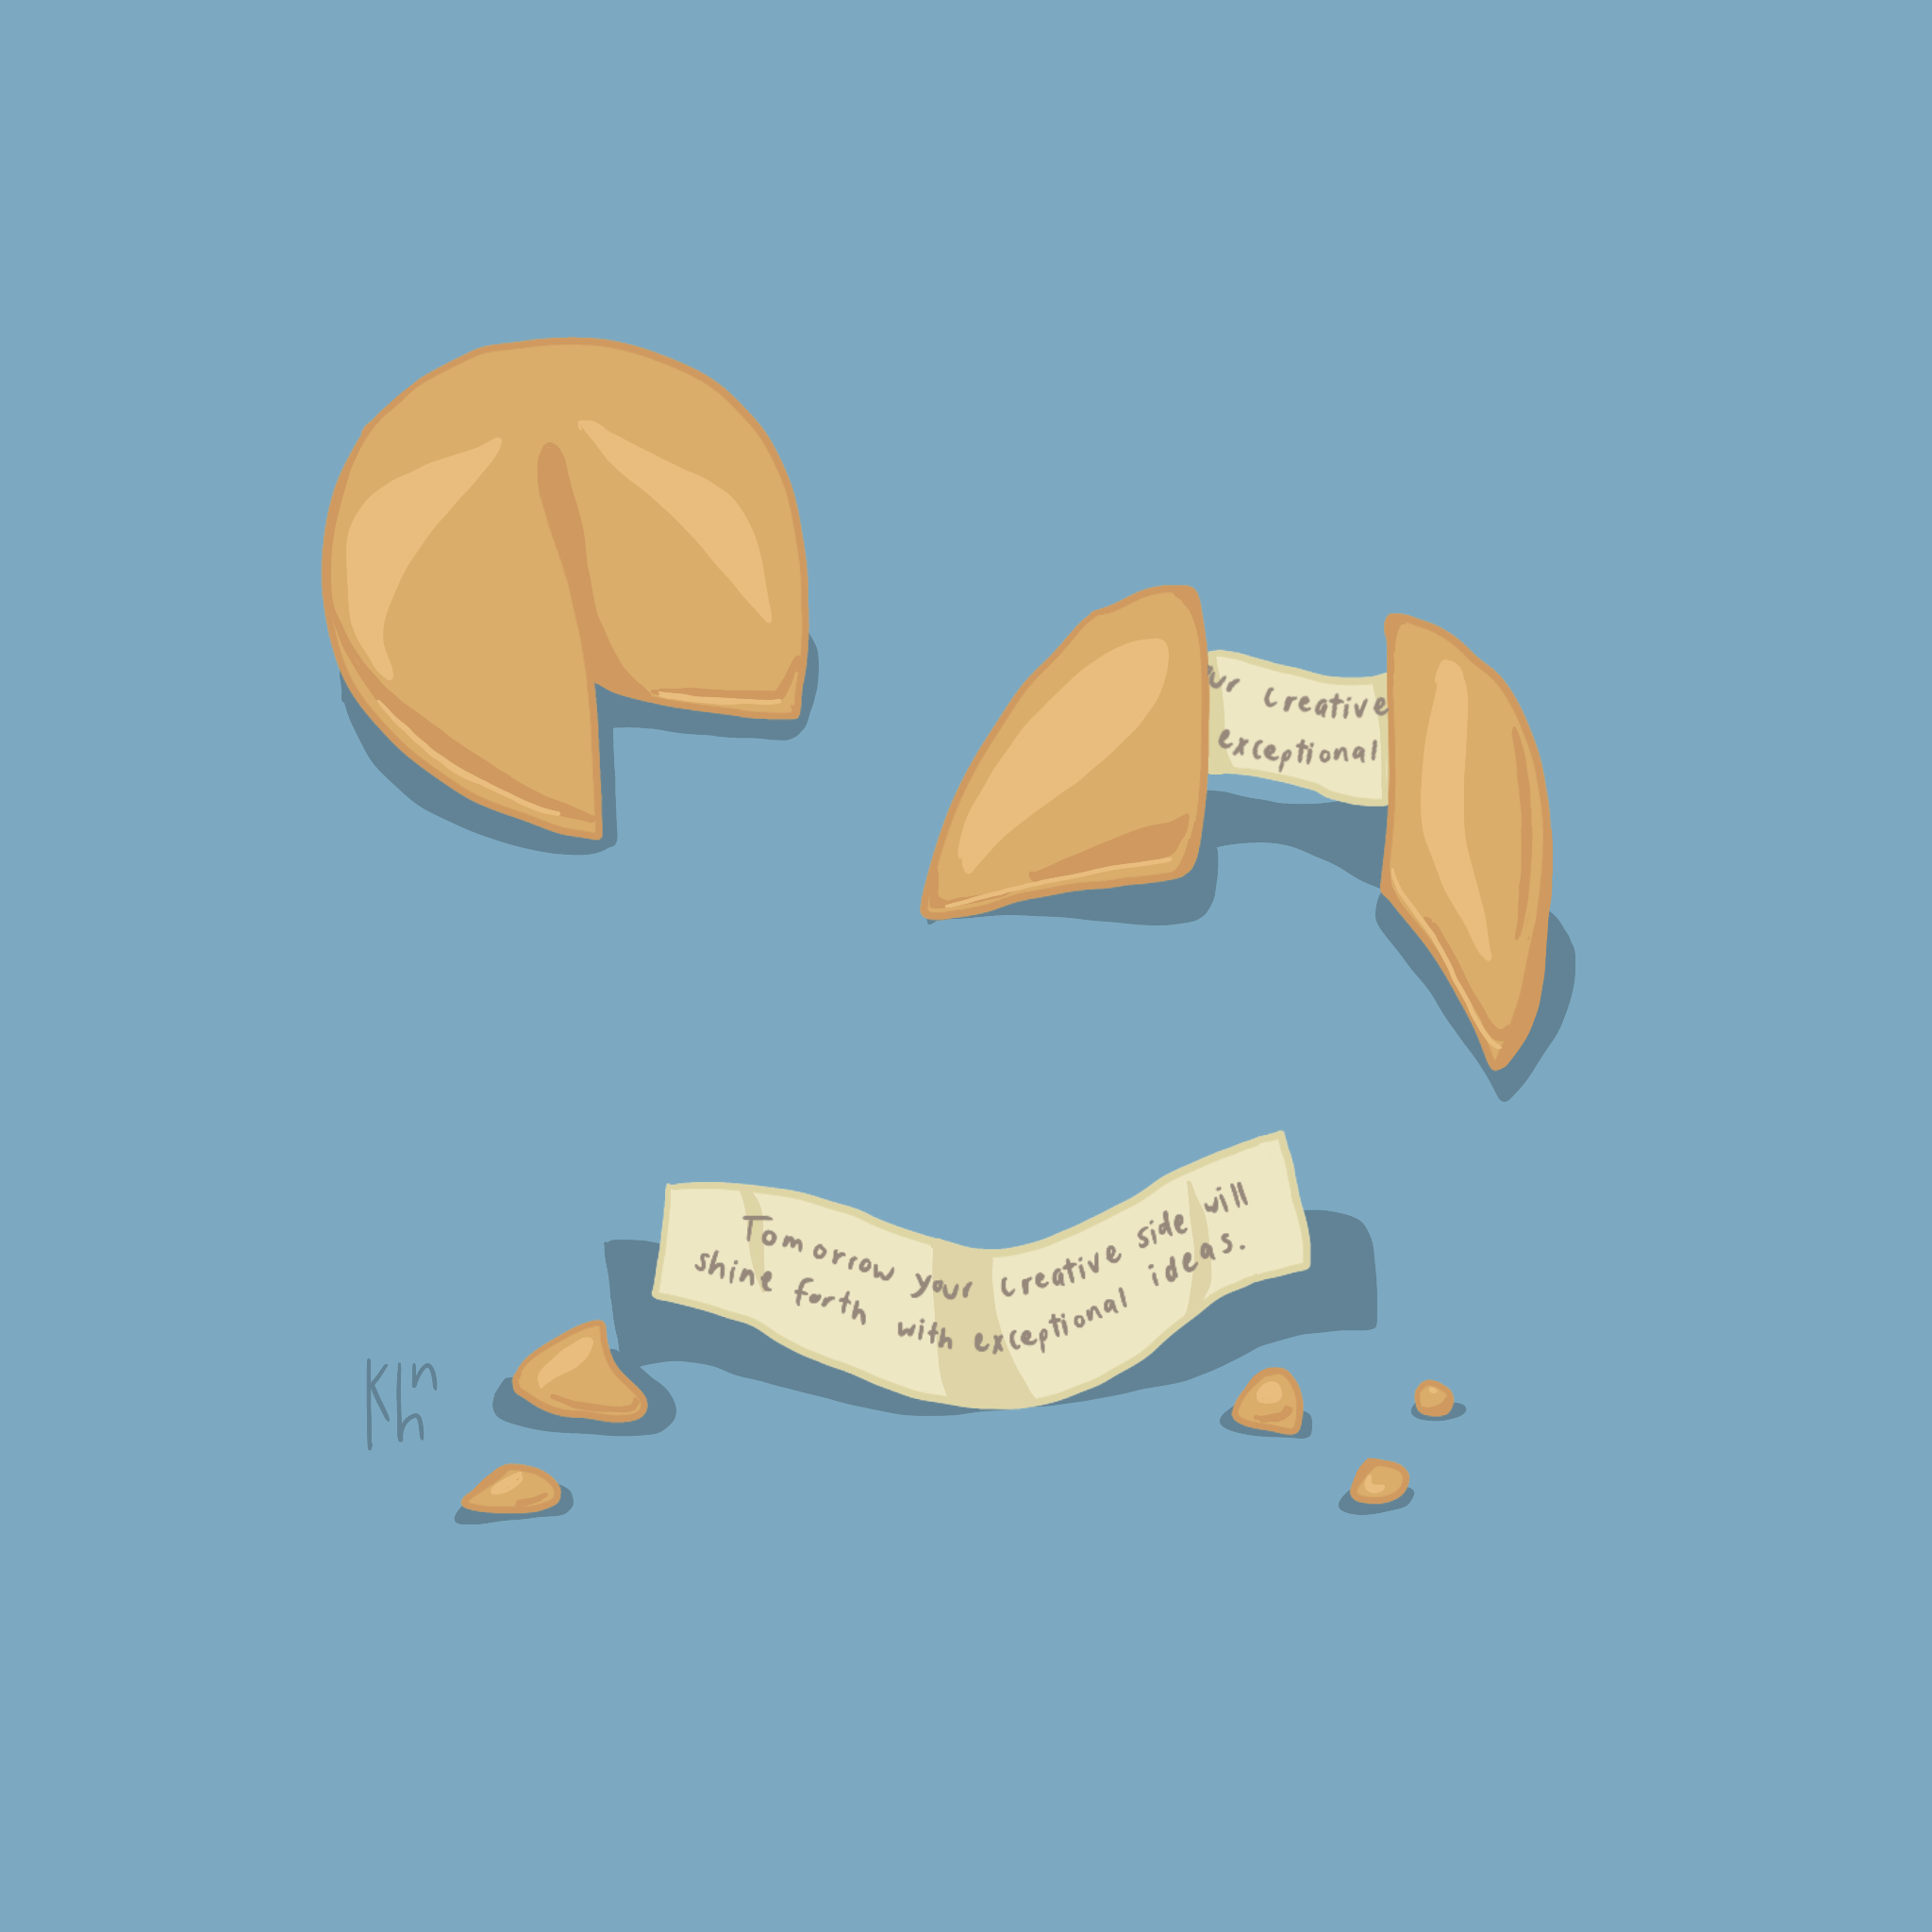 ur creative
exceptional
Tomorrow your creative side will
shine forth with exceptional ideas.